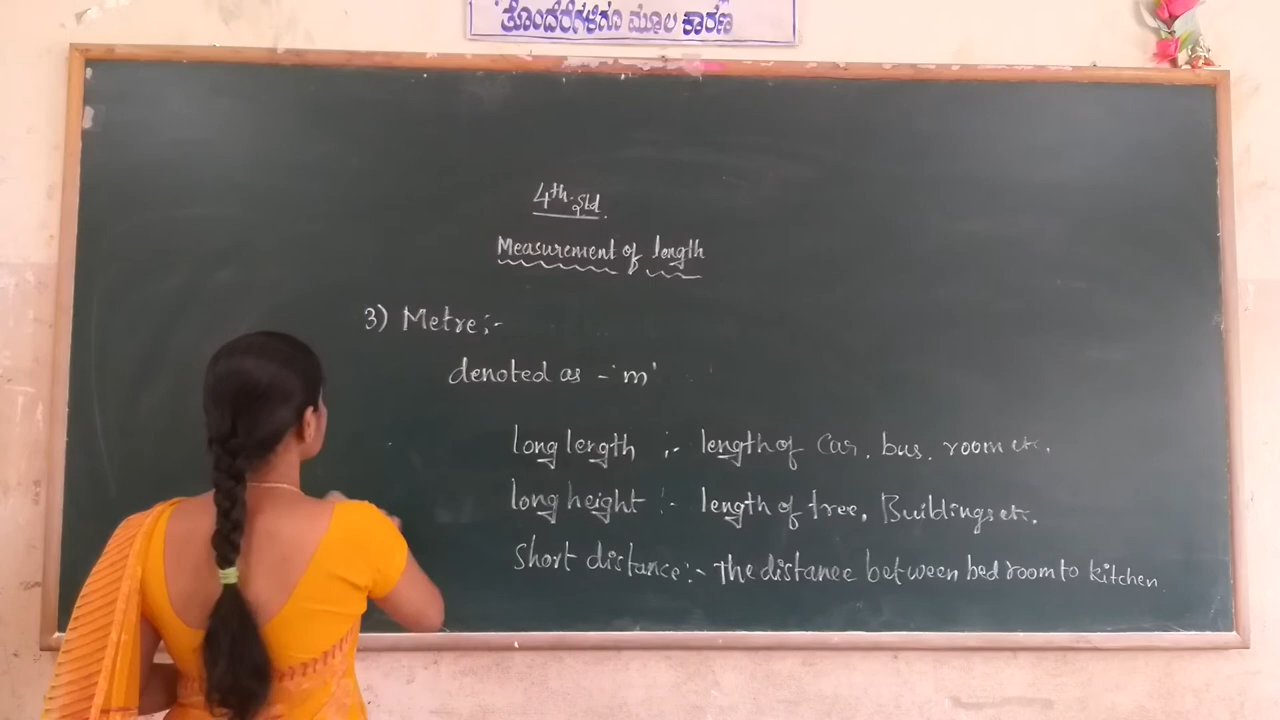 ತೊಂದರೆಗಳಿಗೂ ಮೂಲ ಕಾರಣ
4th.Std.
Measurement of length
3) Metre:-
denoted as - 'm'
long length :- length of Car, bus, room etc.
long height :- length of tree, Buildings etc.
Short distance:- The distance between bed room to kitchen